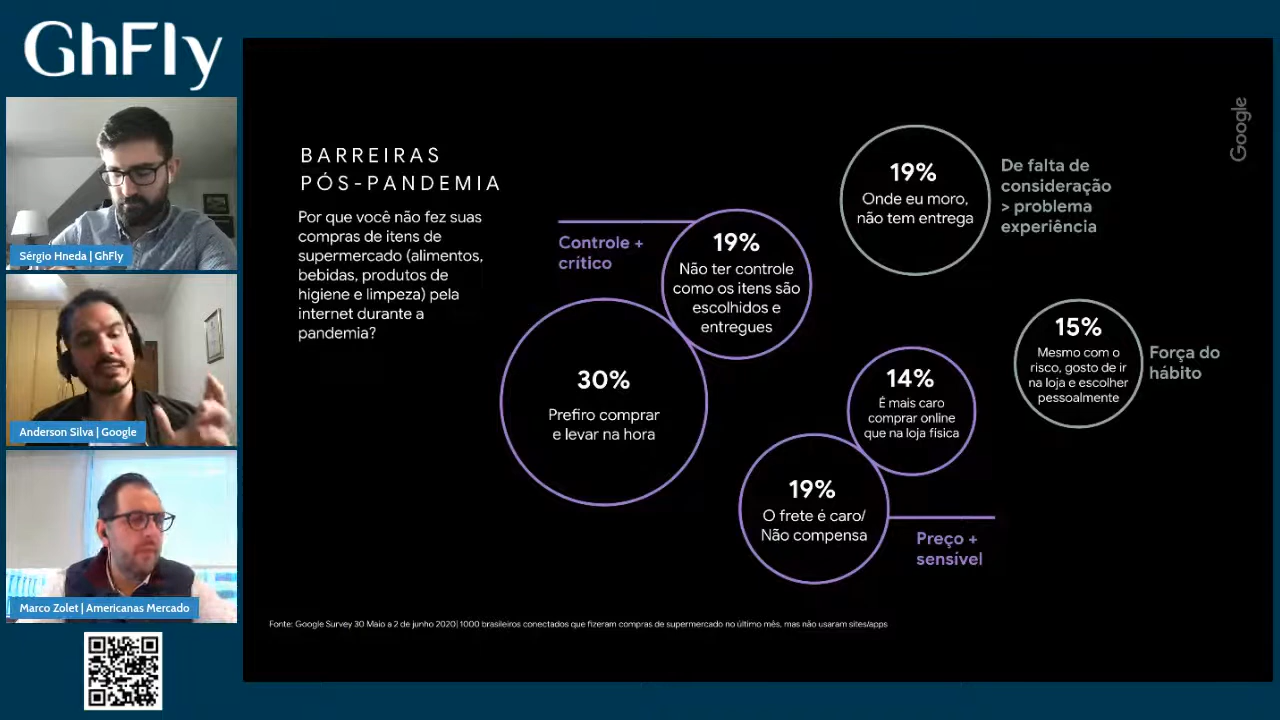 GhFly
Sérgio Hneda | GhFly
Anderson Silva | Google
Marco Zolet | Americanas Mercado
Google
BARREIRAS
PÓS-PANDEMIA
Por que você não fez suas
compras de itens de
supermercado (alimentos,
bebidas, produtos de
higiene e limpeza) pela
internet durante a
pandemia?
Controle +
crítico
19%
Não ter controle
como os itens são
escolhidos e
entregues
30%
Prefiro comprar
e levar na hora
19%
Onde eu moro,
não tem entrega
De falta de
consideração
> problema
experiência
15%
Mesmo com o
risco, gosto de ir
na loja e escolher
pessoalmente
Força do
hábito
14%
É mais caro
comprar online
que na loja física
19%
O frete é caro/
Não compensa
Preço +
sensível
Fonte: Google Survey 30 Maio a 2 de junho 2020| 1000 brasileiros conectados que fizeram compras de supermercado no último mês, mas não usaram sites/apps